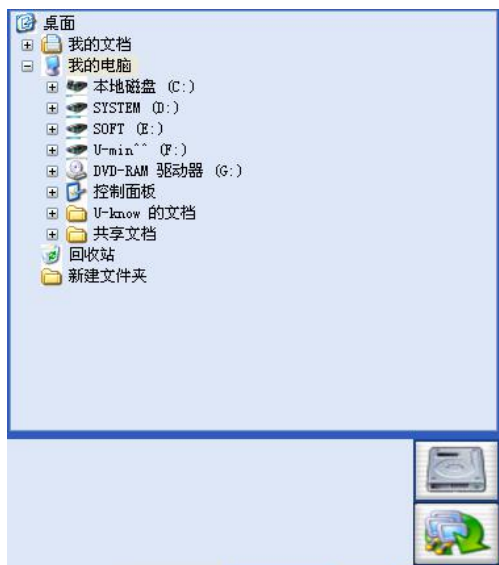 桌面
我的文档
我的电脑
本地磁盘 (C:)
SYSTEM (D:)
SOFT (E:)
U-min^^ (F:)
DVD-RAM 驱动器 (G:)
控制面板
U-know 的文档
共享文档
回收站
新建文件夹